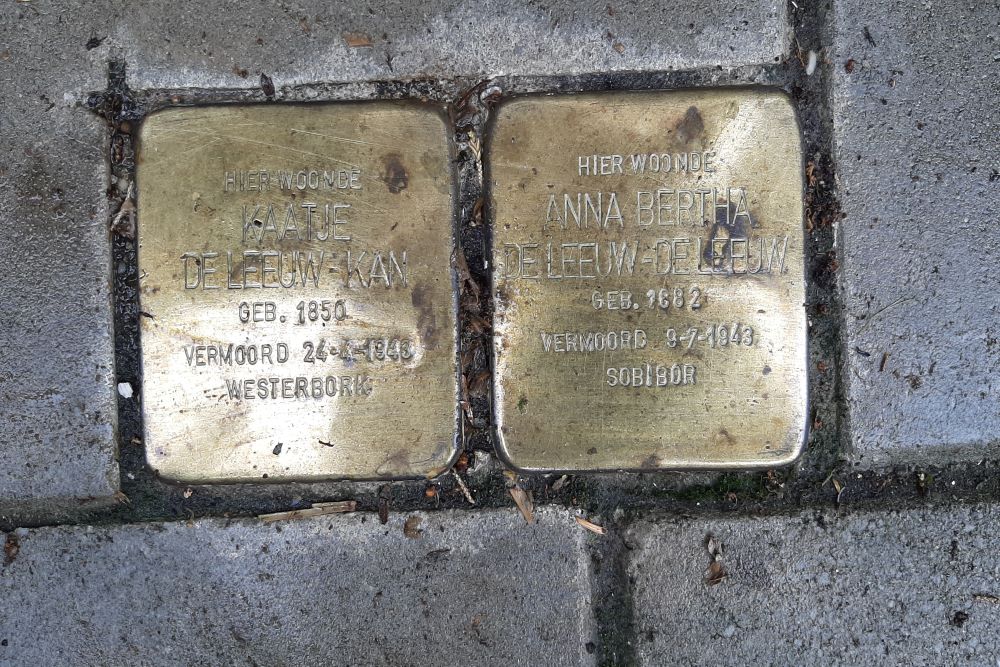 HIER WOONDE
KAATJE
DE LEEUW-KAN
GEB. 1850
VERMOORD 24-4-1943
WESTERBORK
HIER WOONDE
ANNA BERTHA
DE LEEUW-DE LEEUW
GEB. 1882
VERMOORD 9-7-1943
SOBIBOR